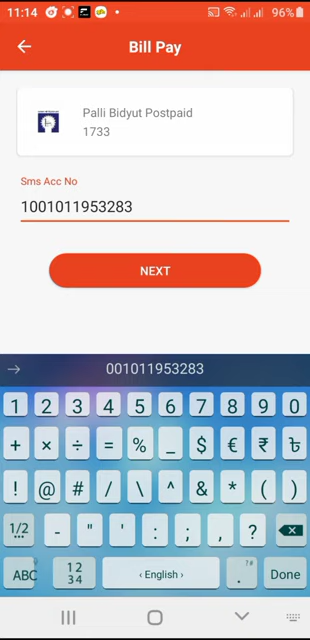 11:14 96%
Bill Pay
Palli Bidyut Postpaid
1733
Sms Acc No
1001011953283
NEXT
001011953283
1 2 3 4 5 6 7 8 9 0
+ × ÷ = % _ $ € ₹ ৳
! @ # / \ ^ & * ( )
1/2 - " ' : ; , ?
ABC 12 34 ‹ English › . !# Done